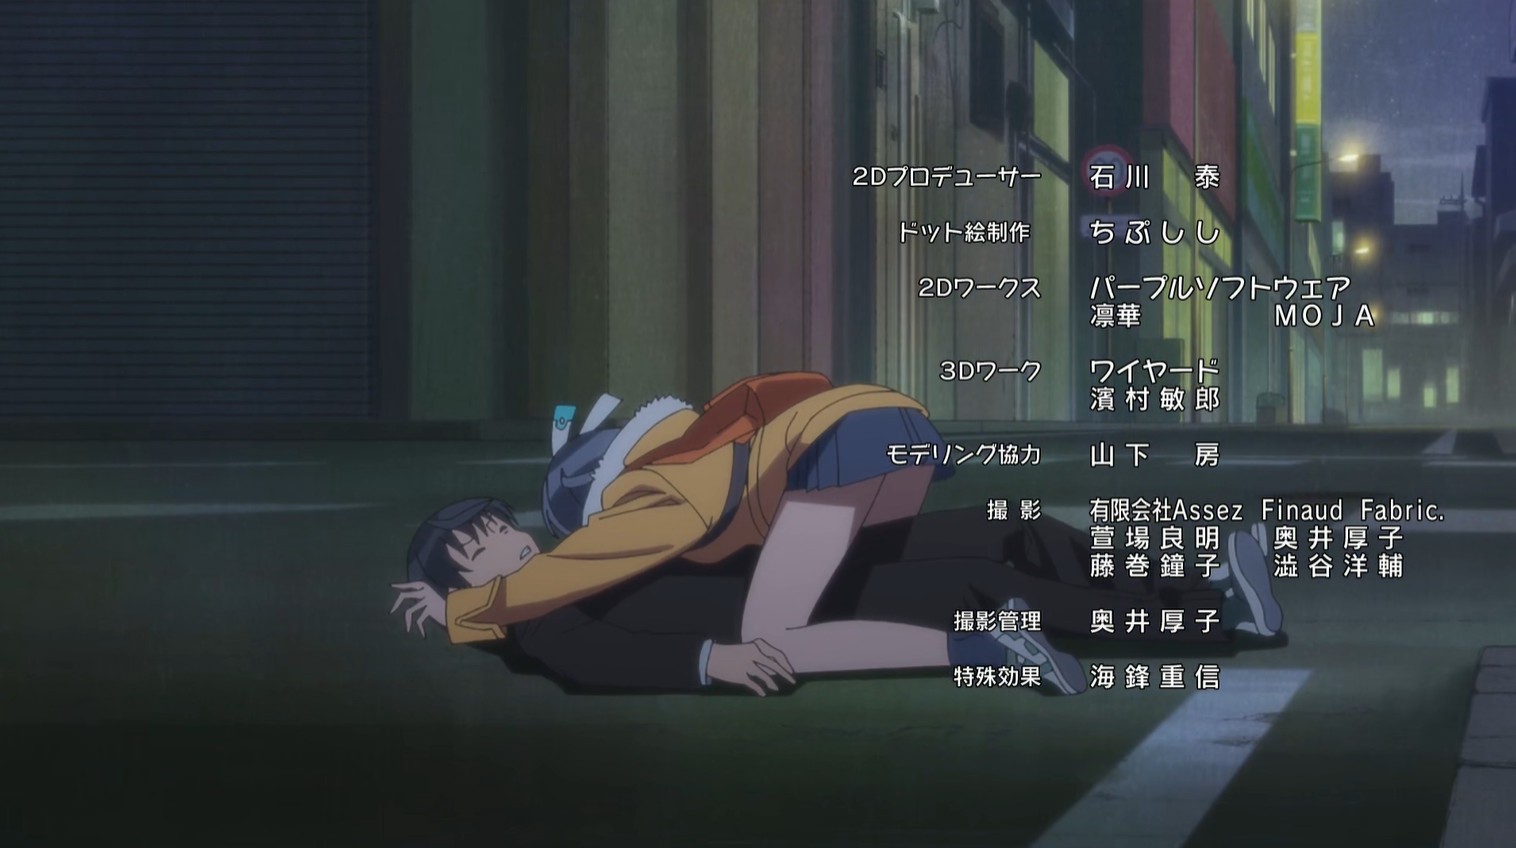 2Dプロデューサー 石川 泰
ドット絵制作 ちぷしし
2Dワークス パープルソフトウェア
凛華 MOJA
3Dワーク ワイヤード
濱村敏郎
モデリング協力 山下 房
撮影 有限会社Assez Finaud Fabric.
萱場良明 奥井厚子
藤巻鐘子 澁谷洋輔
撮影管理 奥井厚子
特殊効果 海鋒重信